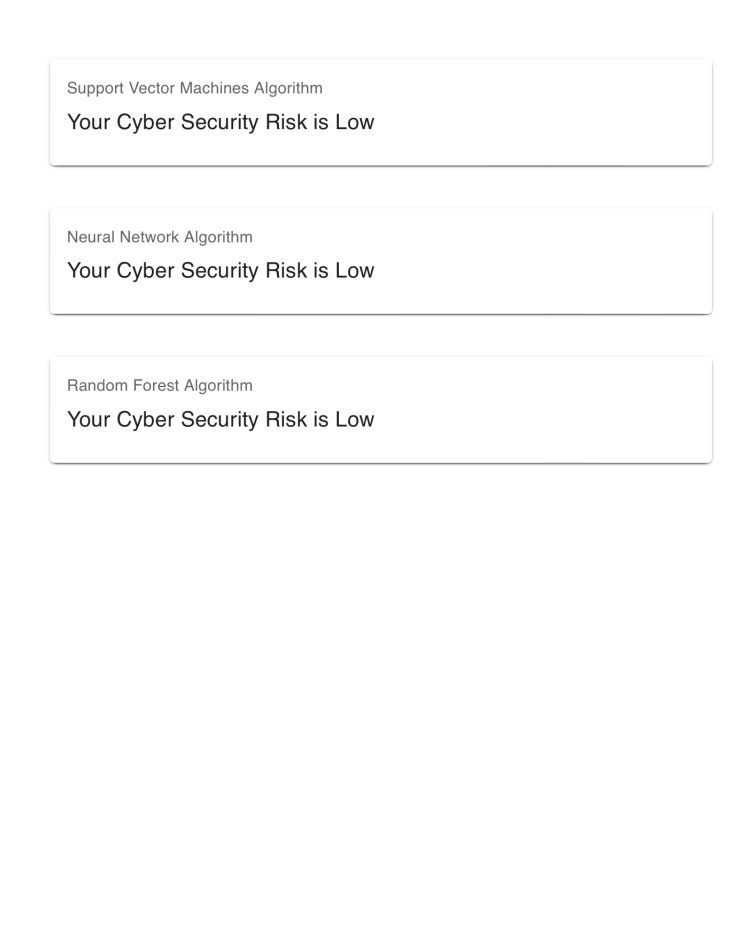 Support Vector Machines Algorithm
Your Cyber Security Risk is Low
Neural Network Algorithm
Your Cyber Security Risk is Low
Random Forest Algorithm
Your Cyber Security Risk is Low